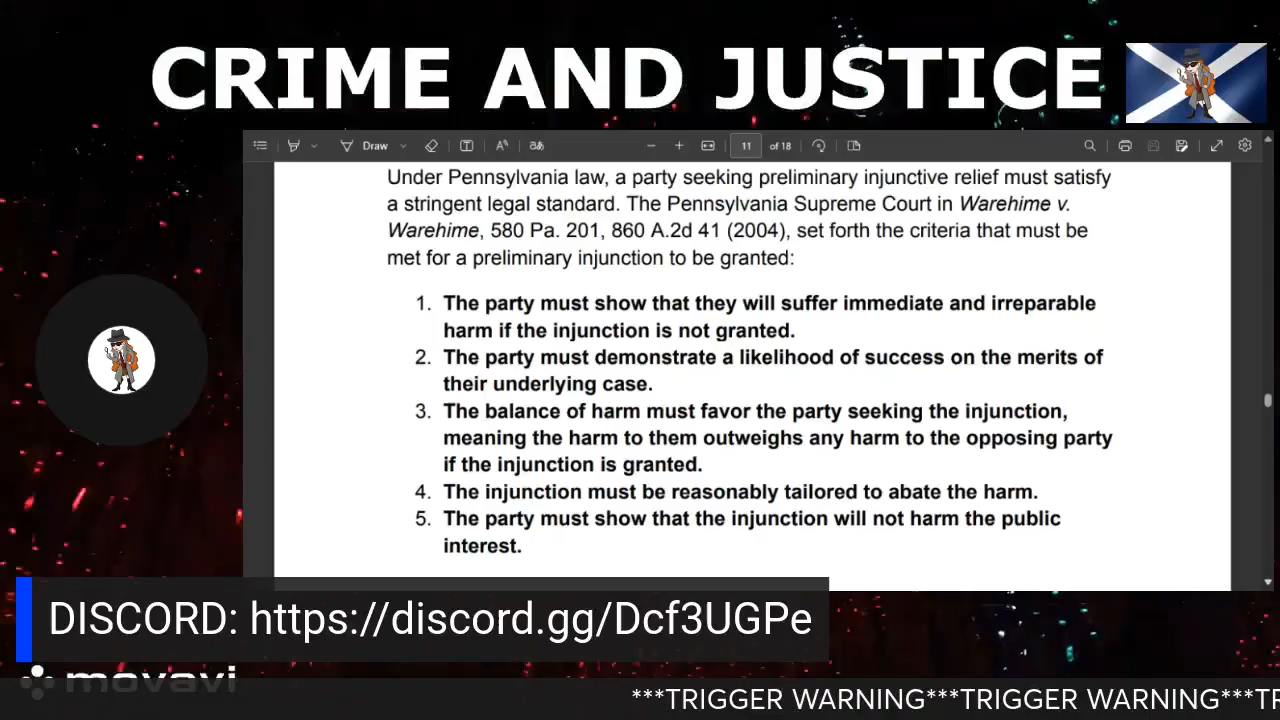 CRIME AND JUSTICE
Draw
11 of 18
Under Pennsylvania law, a party seeking preliminary injunctive relief must satisfy
a stringent legal standard. The Pennsylvania Supreme Court in Warehime v.
Warehime, 580 Pa. 201, 860 A.2d 41 (2004), set forth the criteria that must be
met for a preliminary injunction to be granted:
1. The party must show that they will suffer immediate and irreparable
harm if the injunction is not granted.
2. The party must demonstrate a likelihood of success on the merits of
their underlying case.
3. The balance of harm must favor the party seeking the injunction,
meaning the harm to them outweighs any harm to the opposing party
if the injunction is granted.
4. The injunction must be reasonably tailored to abate the harm.
5. The party must show that the injunction will not harm the public
interest.
DISCORD: https://discord.gg/Dcf3UGPe
movavi
***TRIGGER WARNING***TRIGGER WARNING***TR